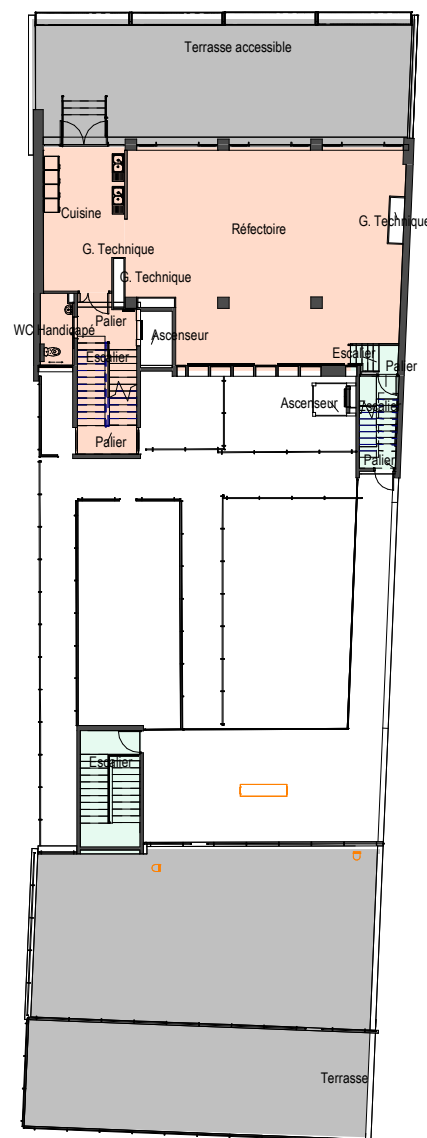 Terrasse accessible
Cuisine
Réfectoire
G. Technique
G. Technique
G. Technique
WC Handicapé
Palier
Ascenseur
Escalier
Escalier
Palier
Ascenseur
Escalier
Palier
Palier
Escalier
Terrasse